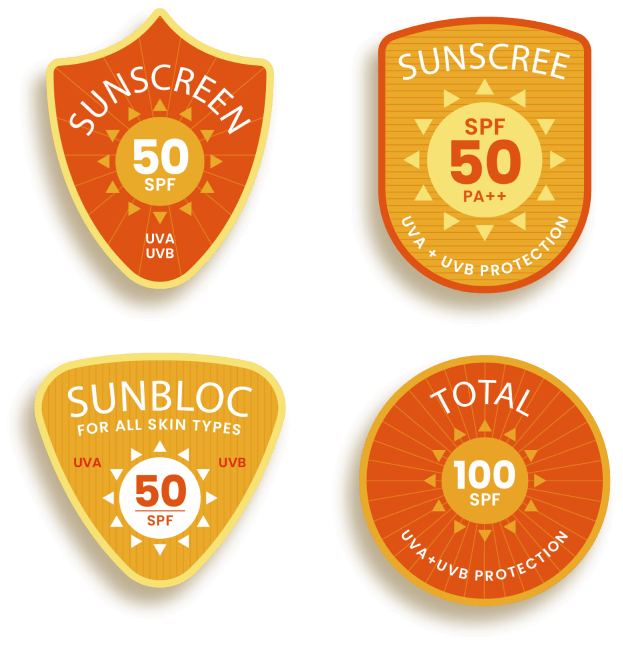 SUNSCREEN
50
SPF
UVA
UVB
SUNSCREE
SPF
50
PA++
UVA + UVB PROTECTION
SUNBLOC
FOR ALL SKIN TYPES
UVA
UVB
50
SPF
TOTAL
100
SPF
UVA+UVB PROTECTION